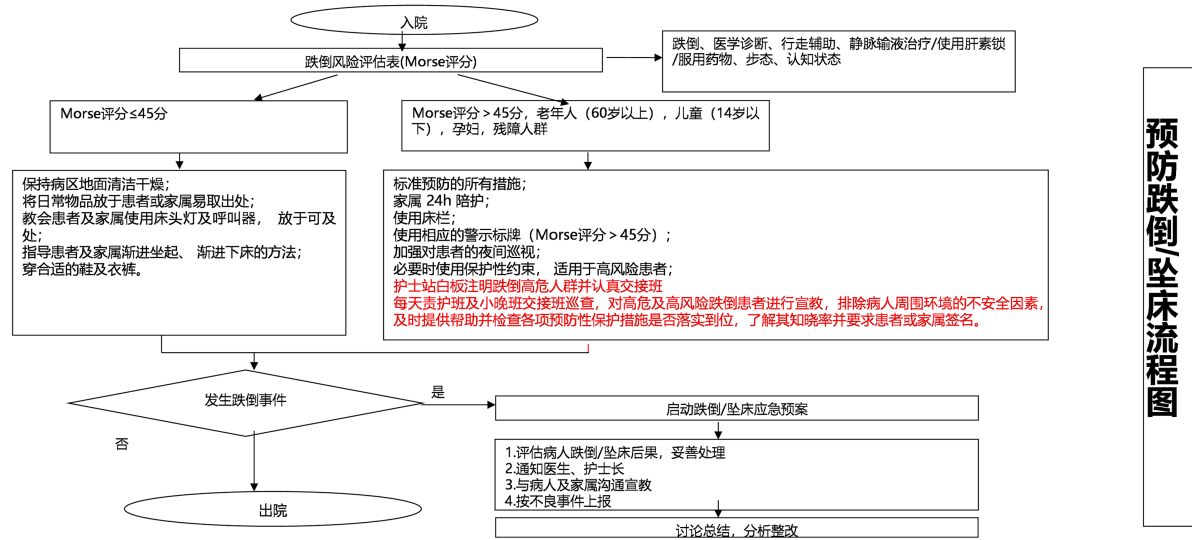 入院
跌倒风险评估表(Morse评分)
跌倒、医学诊断、行走辅助、静脉输液治疗/使用肝素锁
/服用药物、步态、认知状态
Morse评分≤45分
Morse评分＞45分，老年人（60岁以上），儿童（14岁以
下），孕妇，残障人群
保持病区地面清洁干燥；
将日常物品放于患者或家属易取出处；
教会患者及家属使用床头灯及呼叫器， 放于可及
处；
指导患者及家属渐进坐起、 渐进下床的方法；
穿合适的鞋及衣裤。
标准预防的所有措施；
家属 24h 陪护；
使用床栏；
使用相应的警示标牌（Morse评分＞45分）；
加强对患者的夜间巡视；
必要时使用保护性约束， 适用于高风险患者；
护士站白板注明跌倒高危人群并认真交接班
每天责护班及小晚班交接班巡查，对高危及高风险跌倒患者进行宣教，排除病人周围环境的不安全因素，
及时提供帮助并检查各项预防性保护措施是否落实到位，了解其知晓率并要求患者或家属签名。
发生跌倒事件
是
否
启动跌倒/坠床应急预案
1.评估病人跌倒/坠床后果，妥善处理
2.通知医生、护士长
3.与病人及家属沟通宣教
4.按不良事件上报
出院
讨论总结，分析整改
预防跌倒/坠床流程图